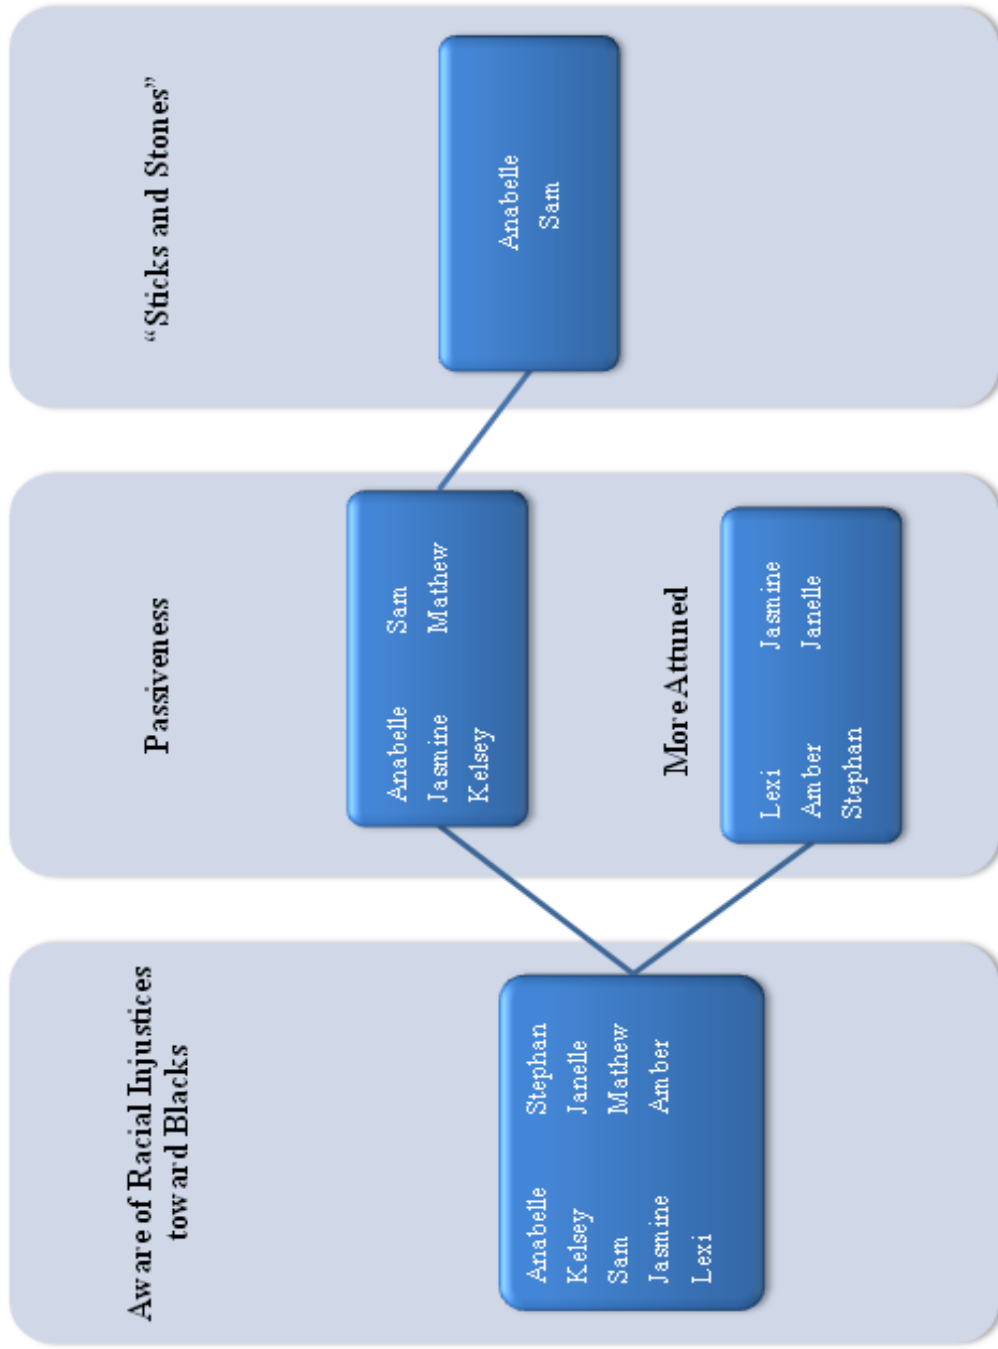 Aware of Racial Injustices
toward Blacks
Anabelle Stephan
Kelsey Janelle
Sam Mathew
Jasmine Amber
Lexi
Passiveness
Anabelle Sam
Jasmine Mathew
Kelsey
More Attuned
Lexi Jasmine
Amber Janelle
Stephan
“Sticks and Stones”
Anabelle
Sam